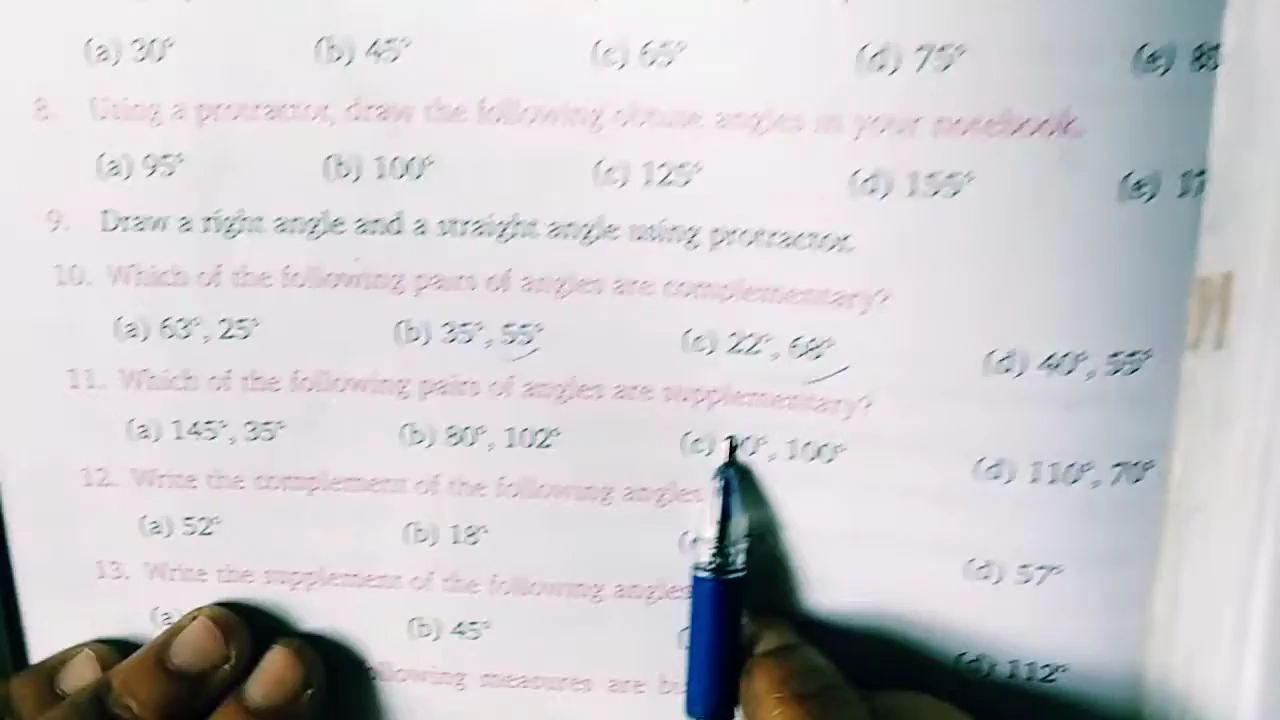 (a) 30° (b) 45° (c) 65° (d) 75° (e)
8. Using a protractor, draw the following obtuse angles in your notebook.
(a) 95° (b) 100° (c) 125° (d) 155° (e)
9. Draw a right angle and a straight angle using protractor.
10. Which of the following pairs of angles are complementary?
(a) 63°, 25° (b) 35°, 55° (c) 22°, 68° (d) 40°, 55°
11. Which of the following pairs of angles are supplementary?
(a) 145°, 35° (b) 80°, 102° (c) 100° (d) 110°, 70°
12. Write the complement of the following angles
(a) 52° (b) 18° (d) 57°
13. Write the supplement of the following angles
(a) (b) 45° (d) 112°
following measures are